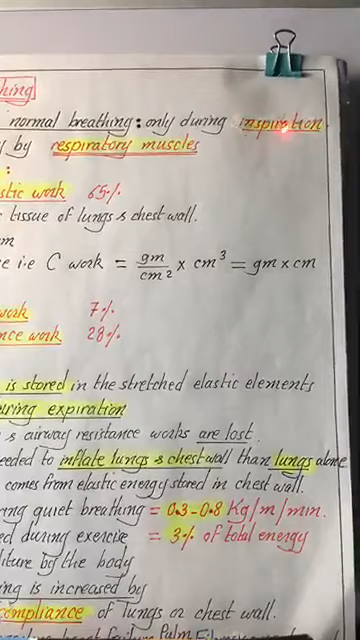 thing
normal breathing: only during inspiration
by respiratory muscles
:
stic work 65%
tissue of lungs & chest wall.
m
e i.e C work = gm/cm² × cm³ = gm × cm
work 7%
ance work 28%
is stored in the stretched elastic elements
uring expiration
& airway resistance works are lost.
eeded to inflate lungs & chest wall than lungs alone
comes from elastic energy stored in chest wall.
ring quiet breathing = 0.3-0.8 Kg/m/min.
ed during exercise = 3% of total energy
diture by the body
ing is increased by
compliance of lungs or chest wall.